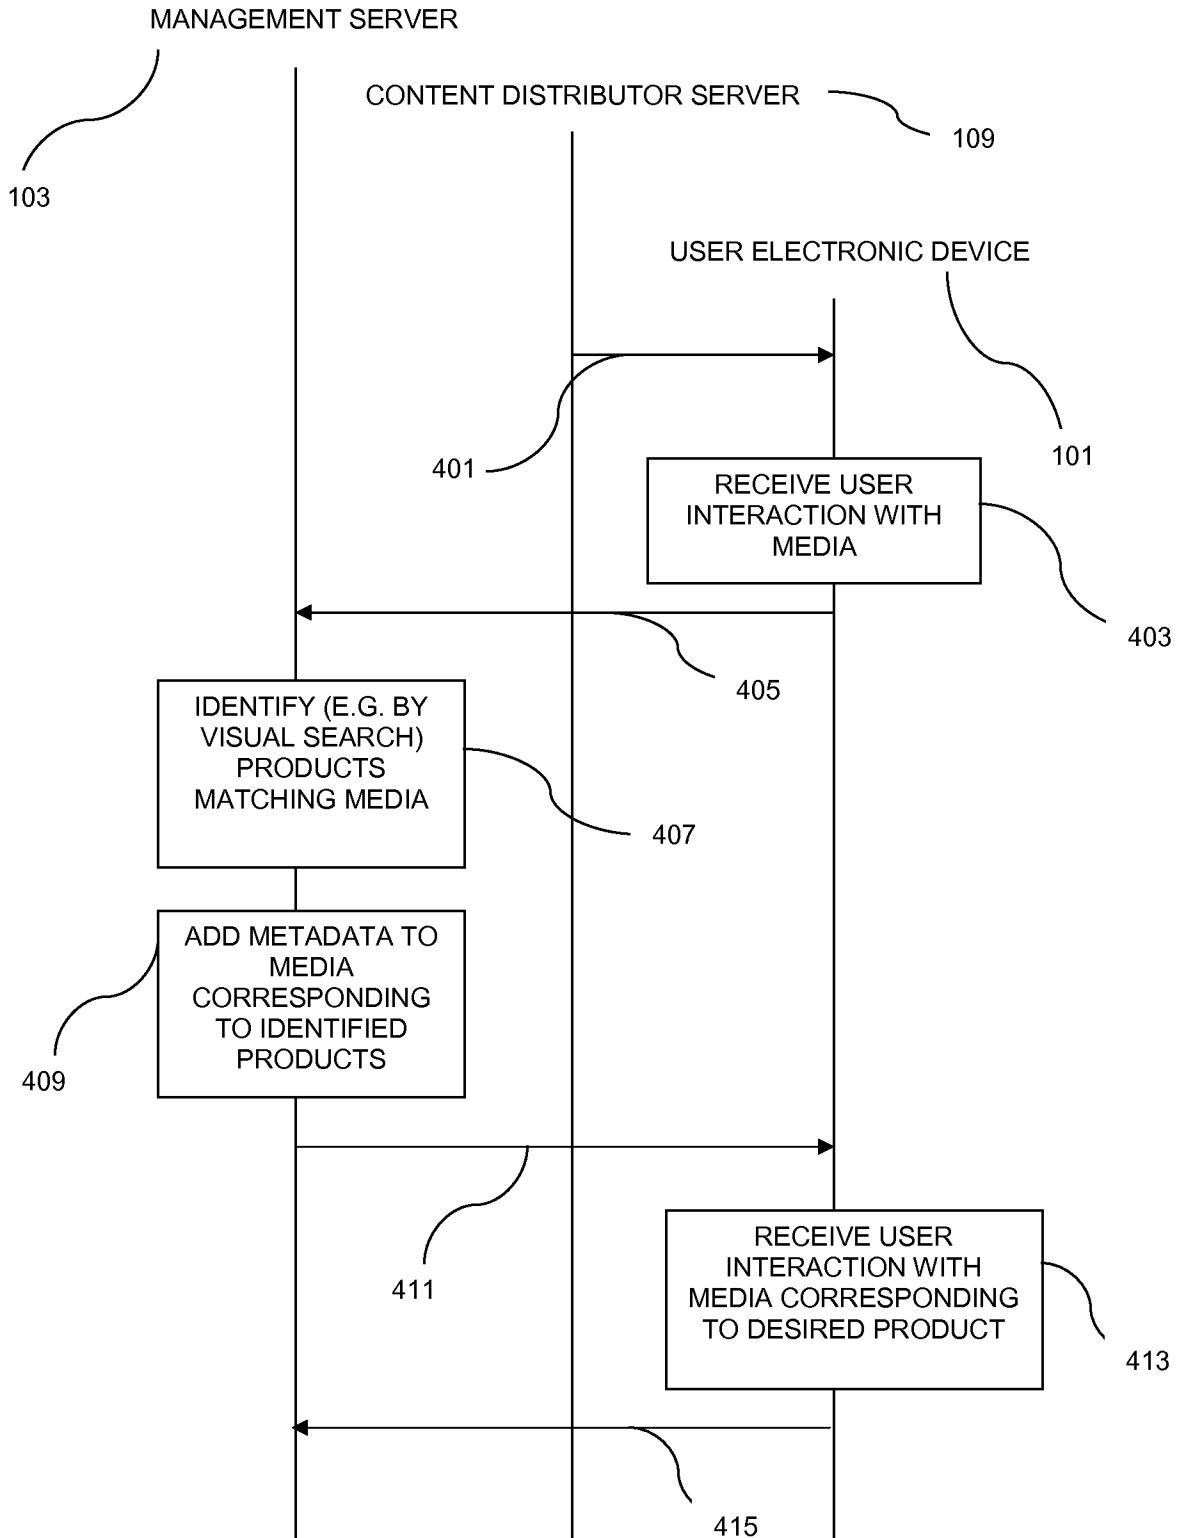 MANAGEMENT SERVER
CONTENT DISTRIBUTOR SERVER
109
103
USER ELECTRONIC DEVICE
101
401
RECEIVE USER
INTERACTION WITH
MEDIA
403
405
IDENTIFY (E.G. BY
VISUAL SEARCH)
PRODUCTS
MATCHING MEDIA
407
ADD METADATA TO
MEDIA
CORRESPONDING
TO IDENTIFIED
PRODUCTS
409
411
RECEIVE USER
INTERACTION WITH
MEDIA CORRESPONDING
TO DESIRED PRODUCT
413
415